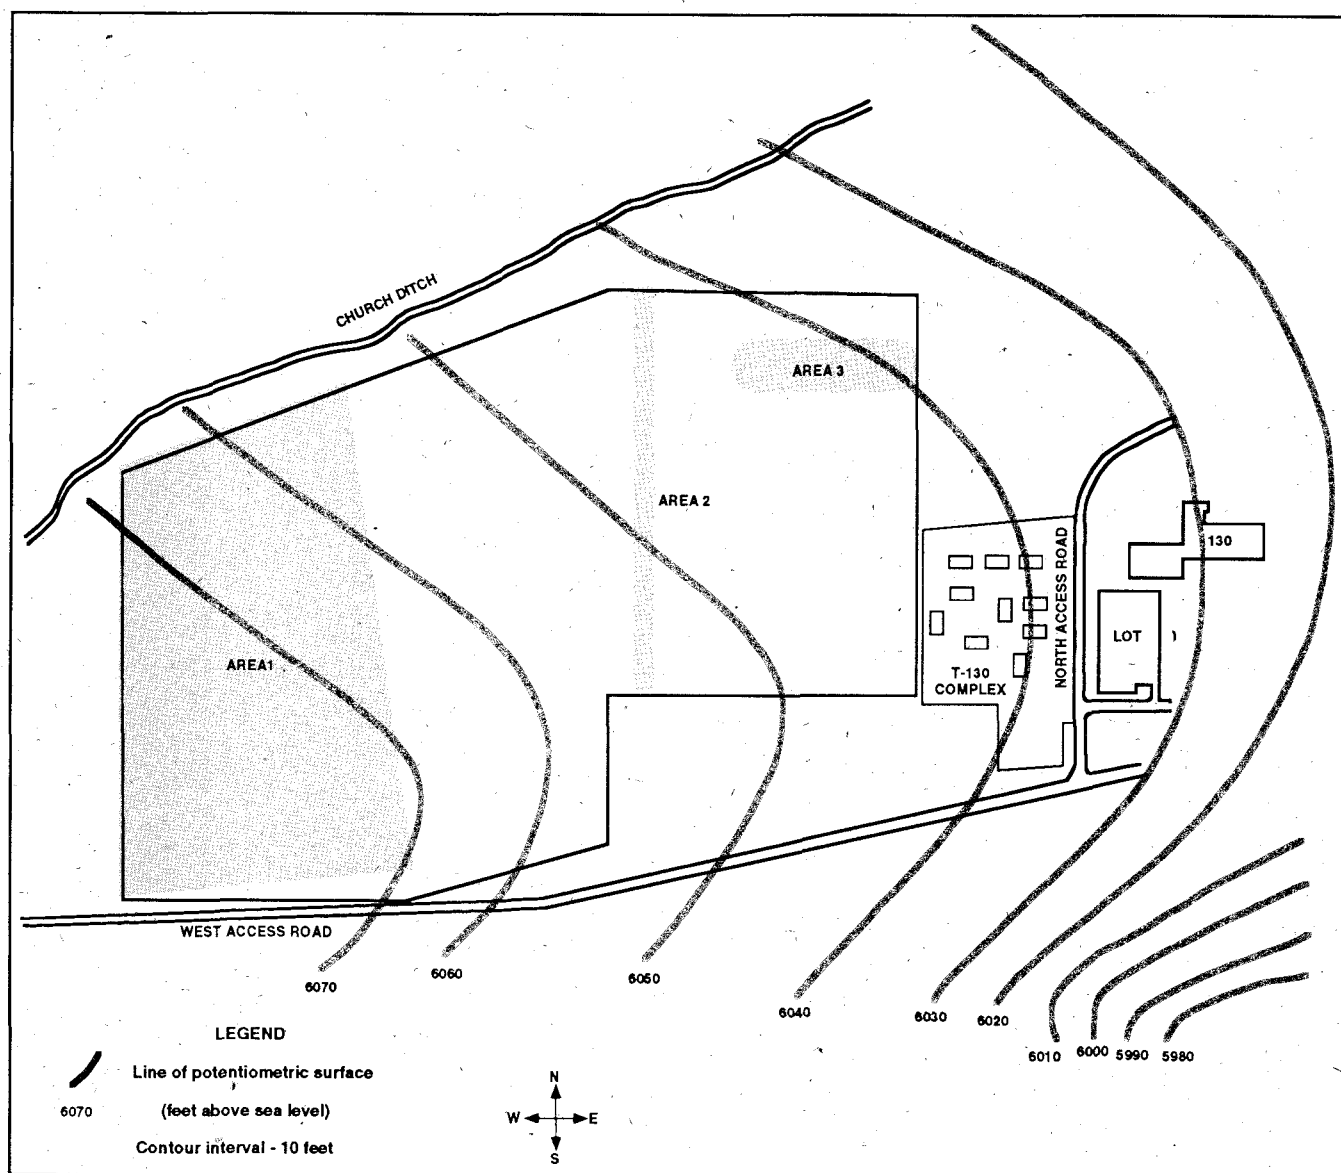 CHURCH DITCH
AREA 3
AREA 2
130
NORTH ACCESS ROAD
LOT
AREA1
T-130
COMPLEX
WEST ACCESS ROAD
6070
6060
6050
6040
6030
6020
6010
6000
5990
5980
LEGEND
Line of potentiometric surface
6070
(feet above sea level)
Contour interval - 10 feet
N
W
E
S